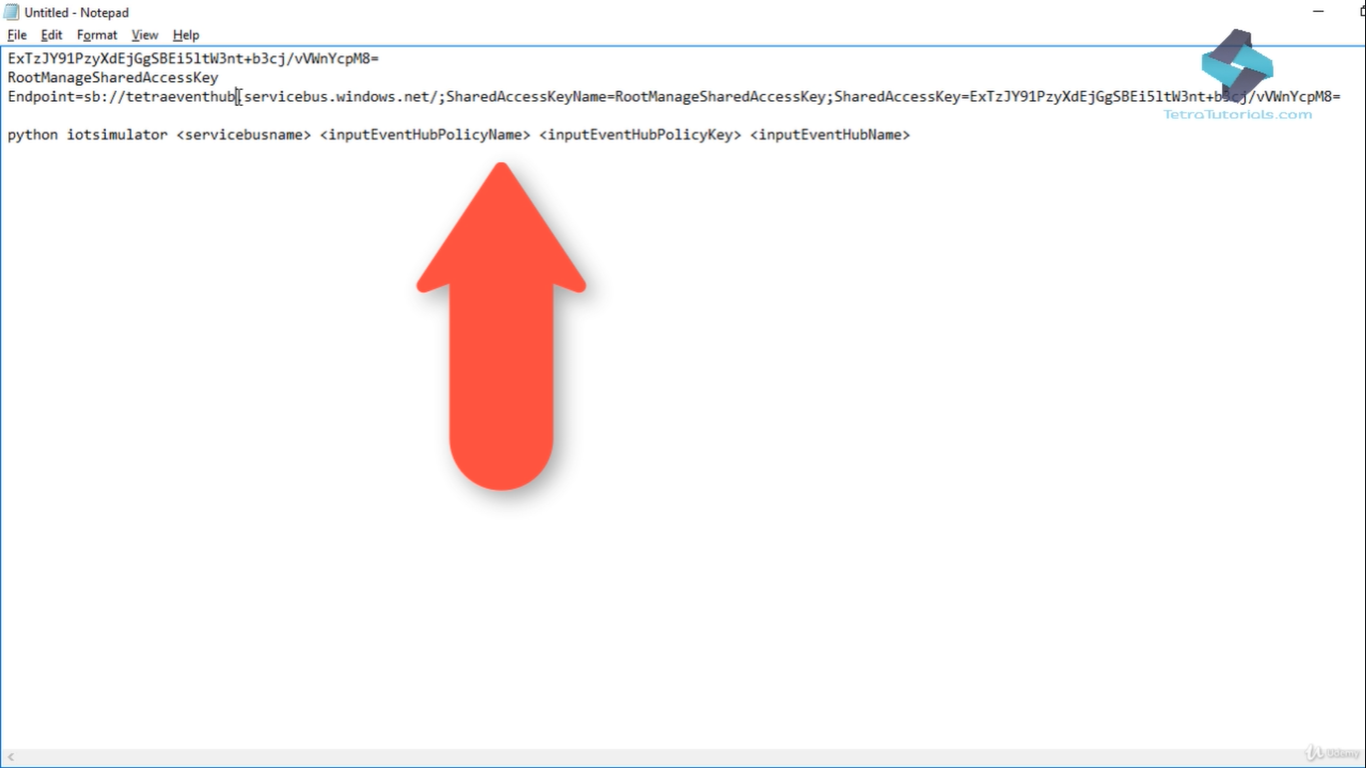 Untitled - Notepad
File Edit Format View Help
ExTzJY91PzyXdEjGgSBEi5ltW3nt+b3cj/vVWnYcpM8=
RootManageSharedAccessKey
Endpoint=sb://tetraeventhub.servicebus.windows.net/;SharedAccessKeyName=RootManageSharedAccessKey;SharedAccessKey=ExTzJY91PzyXdEjGgSBEi5ltW3nt+b3cj/vVWnYcpM8=
TetraTutorials.com
python iotsimulator <servicebusname> <inputEventHubPolicyName> <inputEventHubPolicyKey> <inputEventHubName>
Udemy